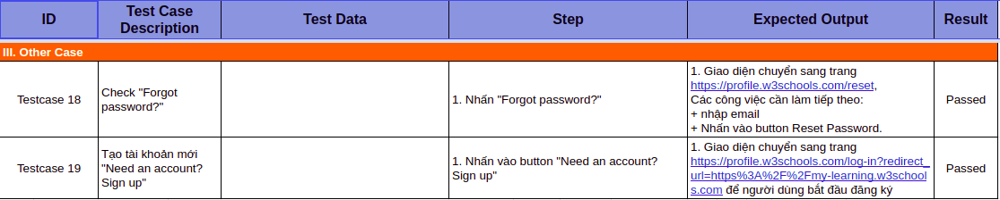 ID
Test Case
Description
Test Data
Step
Expected Output
Result
III. Other Case
Testcase 18
Check "Forgot
password?"
1. Nhấn "Forgot password?"
1. Giao diện chuyển sang trang
https://profile.w3schools.com/reset,
Các công việc cần làm tiếp theo:
+ nhập email
+ Nhấn vào button Reset Password.
Passed
Testcase 19
Tạo tài khoản mới
"Need an account?
Sign up"
1. Nhấn vào button "Need an account?
Sign up"
1. Giao diện chuyển sang trang
https://profile.w3schools.com/log-in?redirect_
url=https%3A%2F%2Fmy-learning.w3school
s.com để người dùng bắt đầu đăng ký
Passed